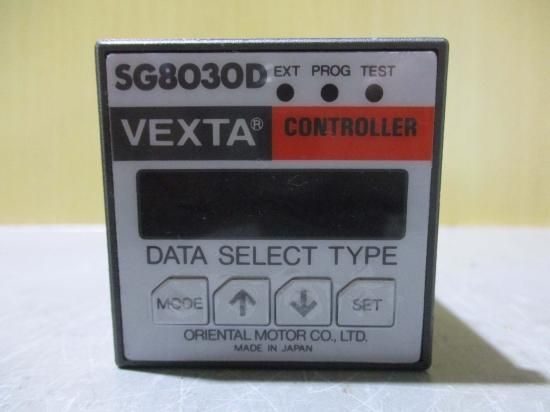 SG8030D EXT PROG TEST
VEXTA® CONTROLLER
DATA SELECT TYPE
MODE SET
ORIENTAL MOTOR CO., LTD.
MADE IN JAPAN